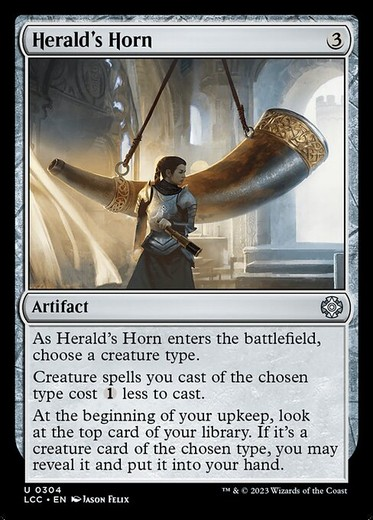 Herald's Horn 3
Artifact
As Herald's Horn enters the battlefield,
choose a creature type.
Creature spells you cast of the chosen
type cost 1 less to cast.
At the beginning of your upkeep, look
at the top card of your library. If it's a
creature card of the chosen type, you may
reveal it and put it into your hand.
U 0304
LCC • EN Jason Felix
™ & © 2023 Wizards of the Coast